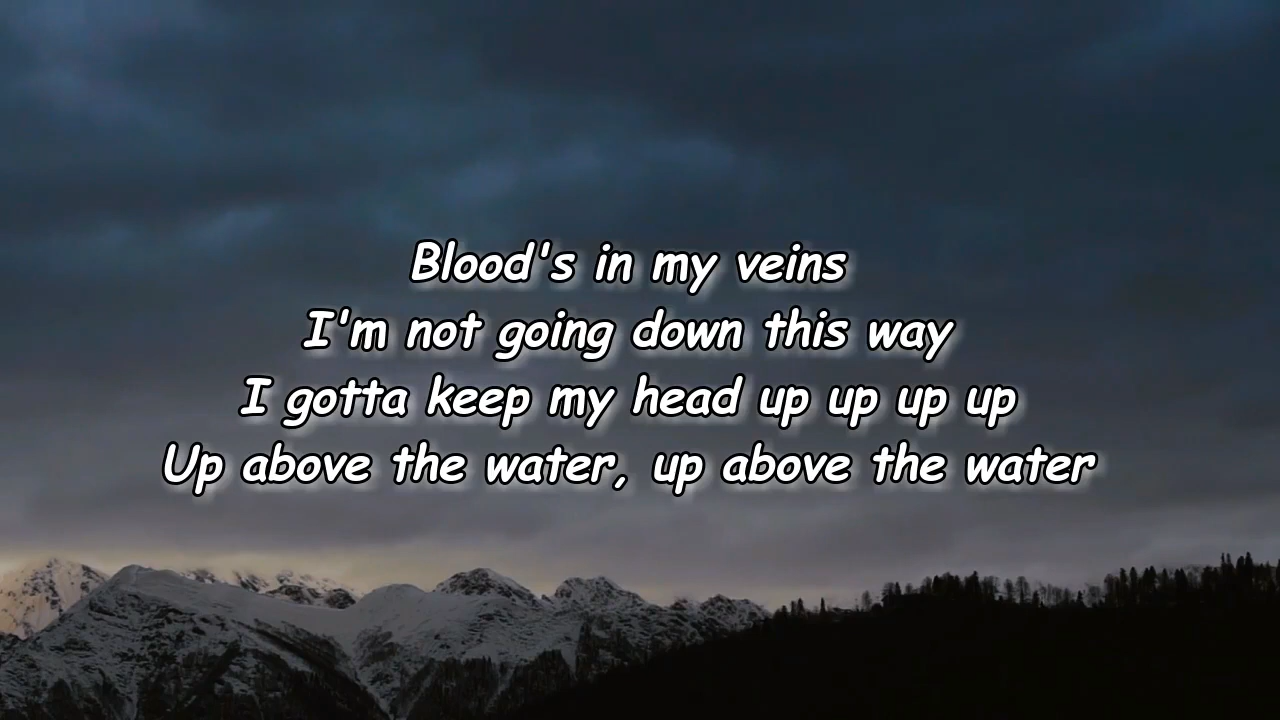 Blood's in my veins
I'm not going down this way
I gotta keep my head up up up up
Up above the water, up above the water